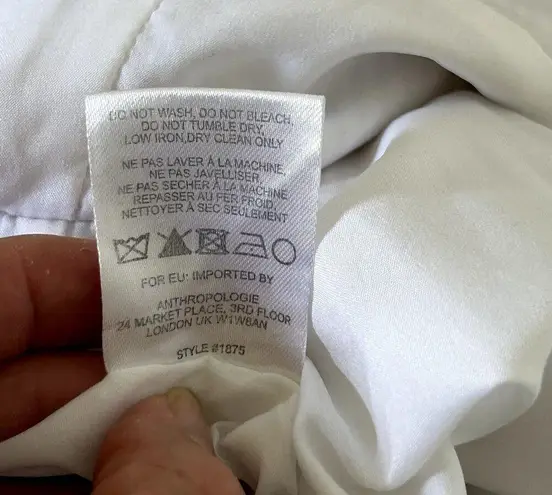 DO NOT WASH, DO NOT BLEACH,
DO NOT TUMBLE DRY,
LOW IRON,DRY CLEAN ONLY
NE PAS LAVER À LA MACHINE,
NE PAS JAVELLISER,
NE PAS SECHER À LA MACHINE
REPASSER AU FER FROID,
NETTOYER À SEC SEULEMENT
FOR EU: IMPORTED BY
ANTHROPOLOGIE
24 MARKET PLACE, 3RD FLOOR
LONDON UK W1W8AN
STYLE #1875